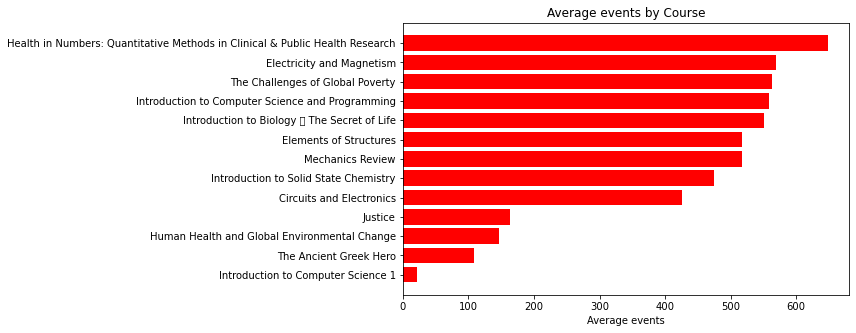 Average events by Course
Health in Numbers: Quantitative Methods in Clinical & Public Health Research
Electricity and Magnetism
The Challenges of Global Poverty
Introduction to Computer Science and Programming
Introduction to Biology  The Secret of Life
Elements of Structures
Mechanics Review
Introduction to Solid State Chemistry
Circuits and Electronics
Justice
Human Health and Global Environmental Change
The Ancient Greek Hero
Introduction to Computer Science 1
0 100 200 300 400 500 600
Average events